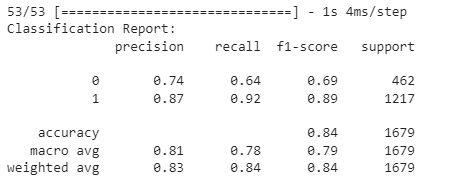 53/53 [==============================] - 1s 4ms/step
Classification Report:
precision recall f1-score support
0 0.74 0.64 0.69 462
1 0.87 0.92 0.89 1217
accuracy 0.84 1679
macro avg 0.81 0.78 0.79 1679
weighted avg 0.83 0.84 0.84 1679